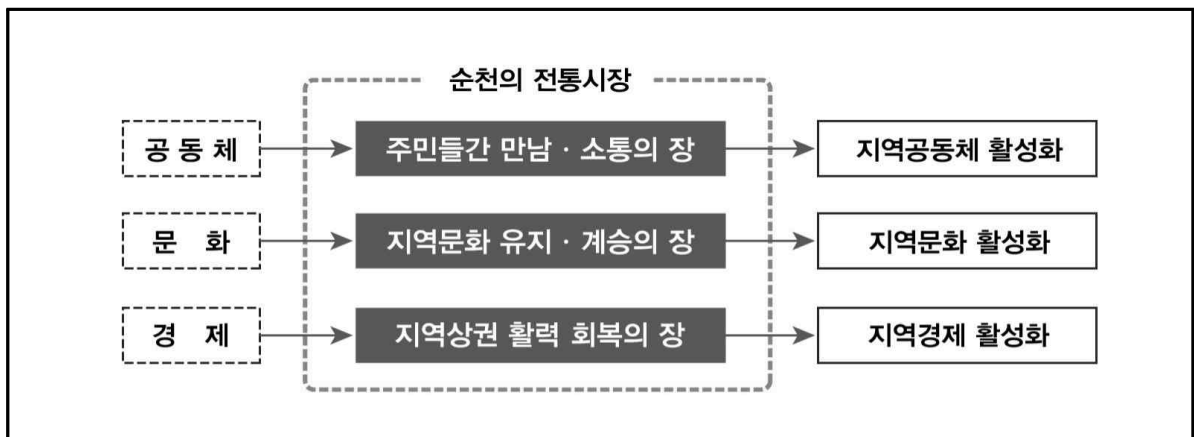 순천의 전통시장
공 동 체
주민들간 만남 · 소통의 장
지역공동체 활성화
문 화
지역문화 유지 · 계승의 장
지역문화 활성화
경 제
지역상권 활력 회복의 장
지역경제 활성화